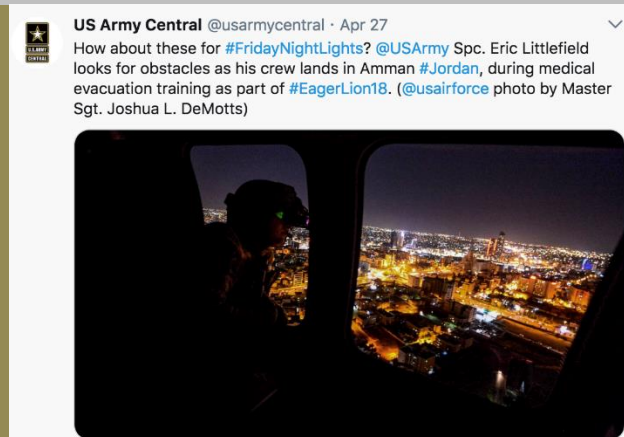 US Army Central @usarmycentral · Apr 27
How about these for #FridayNightLights? @USArmy Spc. Eric Littlefield
looks for obstacles as his crew lands in Amman #Jordan, during medical
evacuation training as part of #EagerLion18. (@usairforce photo by Master
Sgt. Joshua L. DeMotts)
U.S. ARMY
CENTRAL